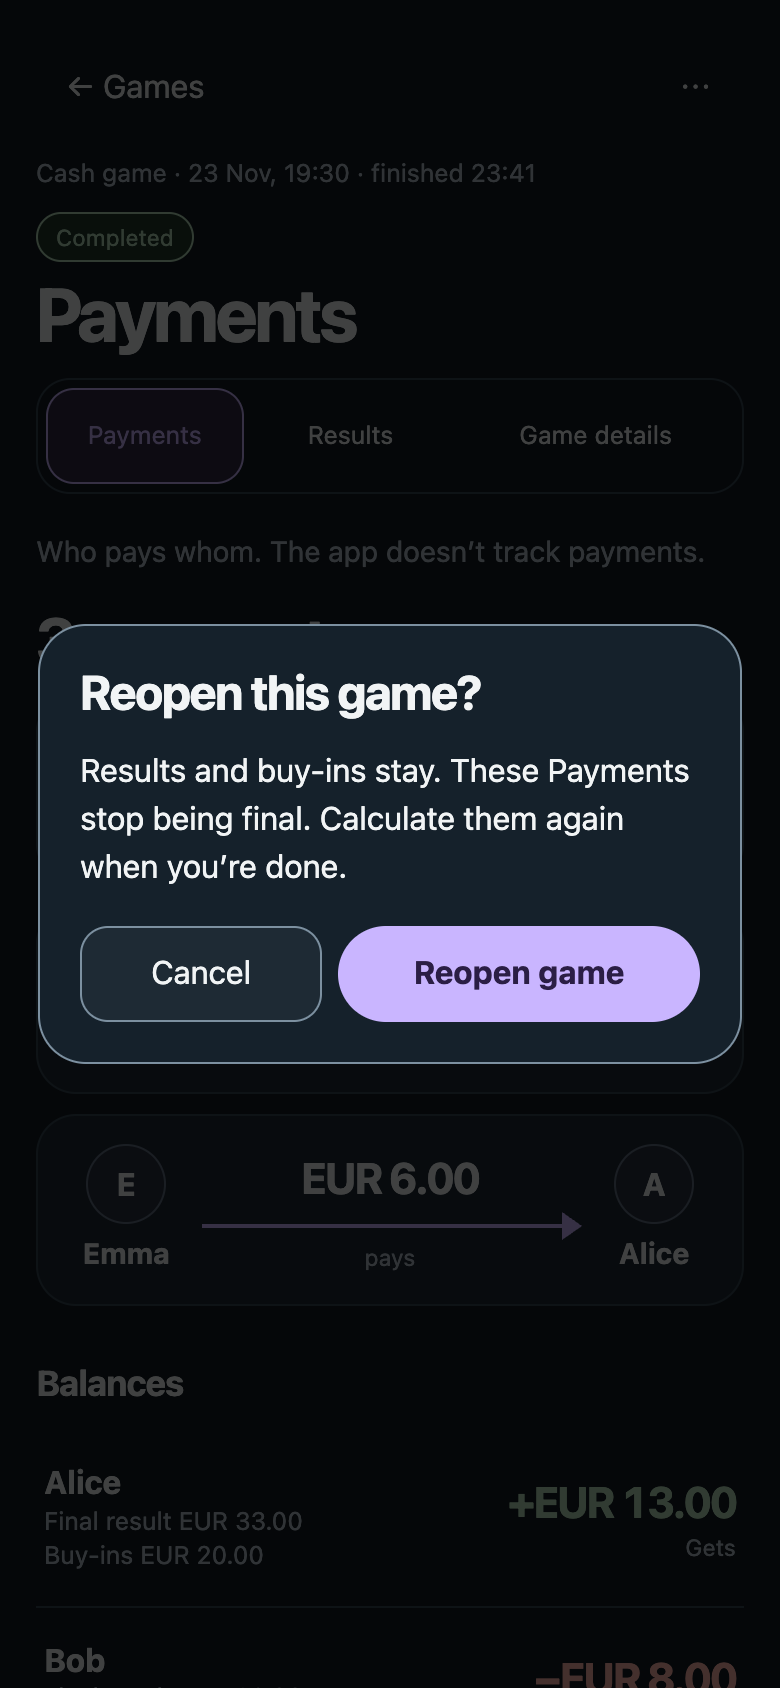 ← Games
...
Cash game · 23 Nov, 19:30 · finished 23:41
Completed
Payments
Payments
Results
Game details
Who pays whom. The app doesn’t track payments.
Reopen this game?
Results and buy-ins stay. These Payments
stop being final. Calculate them again
when you’re done.
Cancel
Reopen game
E
EUR 6.00
A
Emma
pays
Alice
Balances
Alice
+EUR 13.00
Final result EUR 33.00
Gets
Buy-ins EUR 20.00
Bob
−EUR 8.00